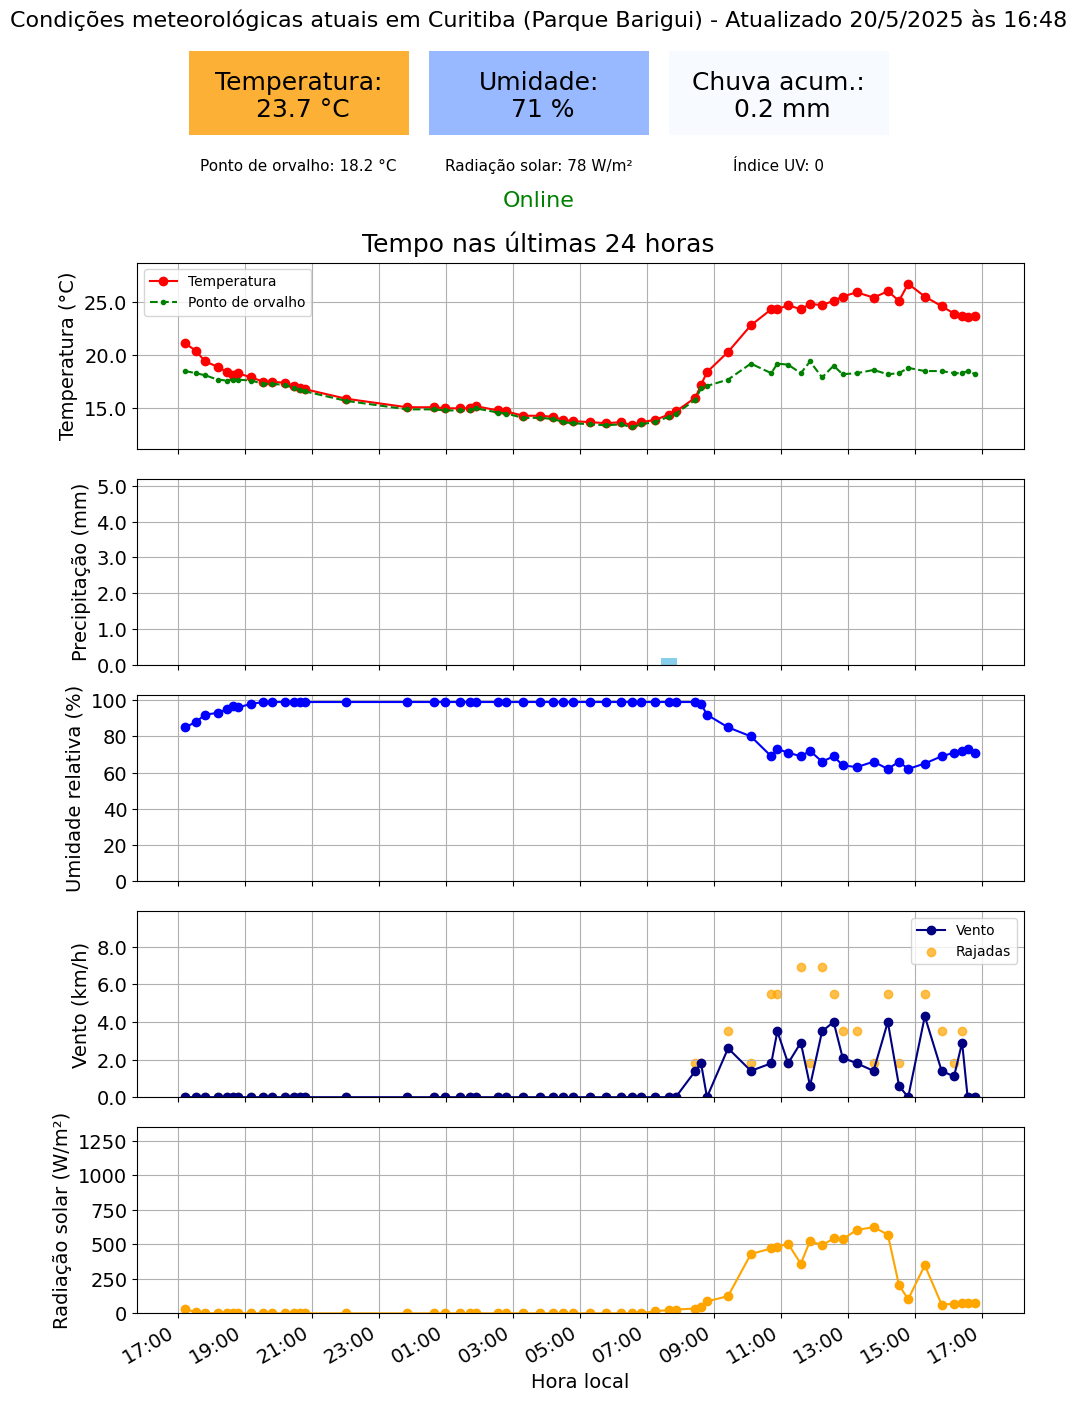 Condições meteorológicas atuais em Curitiba (Parque Barigui) - Atualizado 20/5/2025 às 16:48
Temperatura:
23.7 °C
Umidade:
71 %
Chuva acum.:
0.2 mm
Ponto de orvalho: 18.2 °C
Radiação solar: 78 W/m²
Índice UV: 0
Online
Tempo nas últimas 24 horas
Temperatura (°C)
25.0
20.0
15.0
Temperatura
Ponto de orvalho
Precipitação (mm)
5.0
4.0
3.0
2.0
1.0
0.0
Umidade relativa (%)
100
80
60
40
20
0
Vento (km/h)
8.0
6.0
4.0
2.0
0.0
Vento
Rajadas
Radiação solar (W/m²)
1250
1000
750
500
250
0
17:00
19:00
21:00
23:00
01:00
03:00
05:00
07:00
09:00
11:00
13:00
15:00
17:00
Hora local